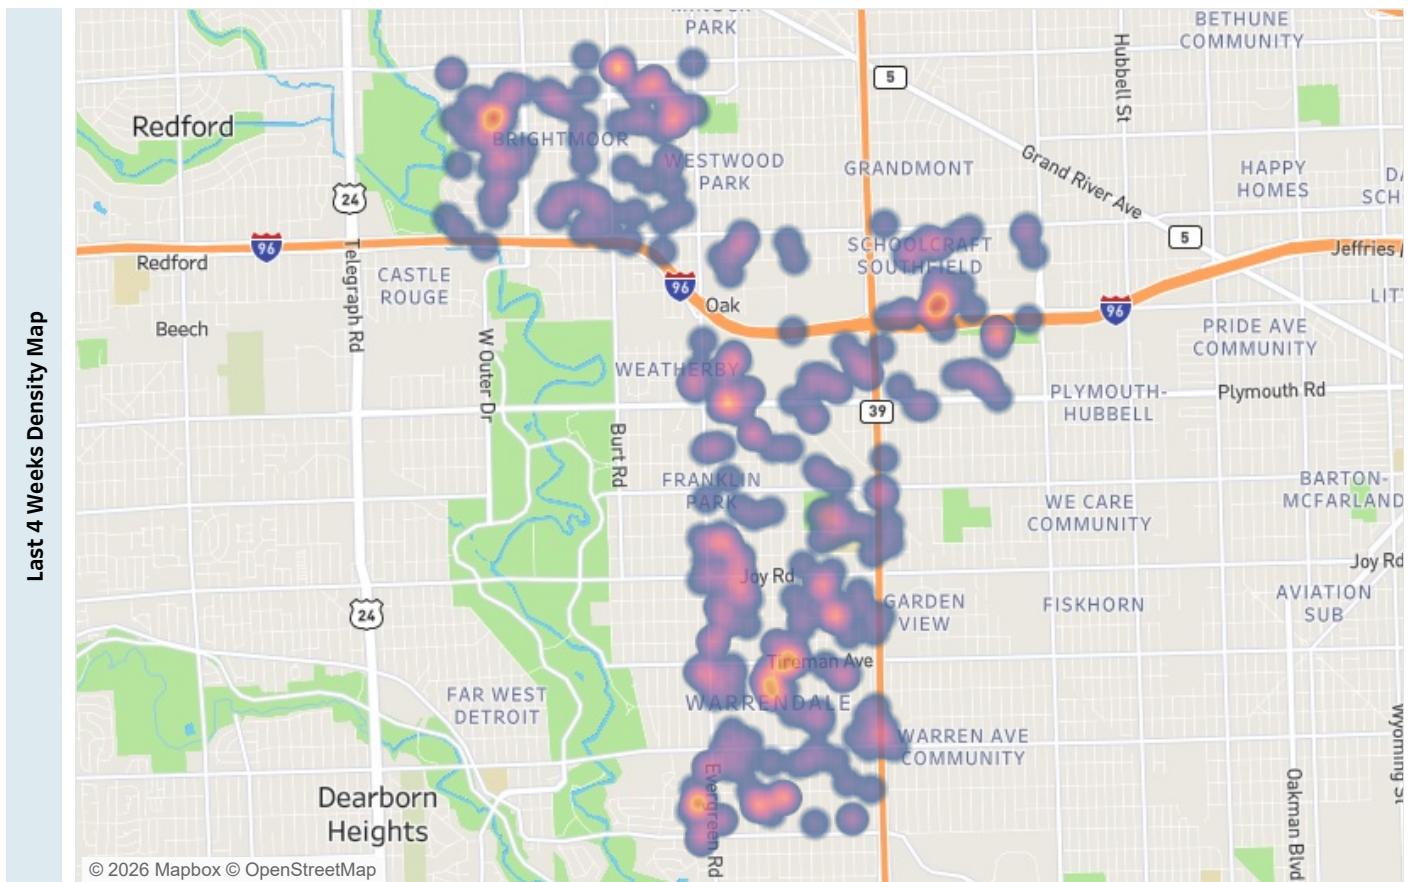 Last 4 Weeks Density Map
PARK
BETHUNE
COMMUNITY
Hubbell St
5
Redford
BRIGHTMOOR
WESTWOOD
PARK
GRANDMONT
Grand River Ave
HAPPY
HOMES
24
5
96
Redford
Telegraph Rd
CASTLE
ROUGE
SCHOOLCRAFT
SOUTHFIELD
Jeffries
96
Oak
96
Beech
W Outer Dr
WEATHERBY
PRIDE AVE
COMMUNITY
Plymouth Rd
PLYMOUTH-
HUBBELL
39
Burt Rd
FRANKLIN
PARK
WE CARE
COMMUNITY
BARTON-
MCFARLAND
Joy Rd
Joy Rd
24
GARDEN
VIEW
FISKHORN
AVIATION
SUB
Tireman Ave
FAR WEST
DETROIT
WARRENDALE
WARREN AVE
COMMUNITY
Wyoming St
Evergreen Rd
Oakman Blvd
Dearborn
Heights
© 2026 Mapbox © OpenStreetMap